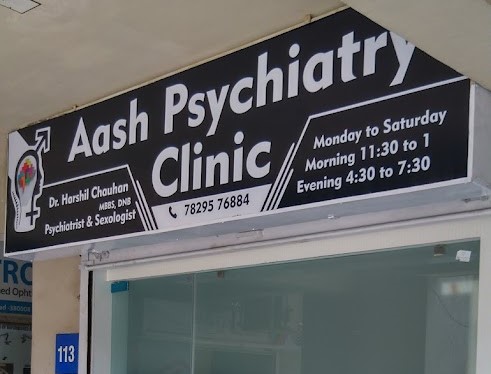 Aash Psychiatry
Clinic
Dr. Harshil Chauhan
MBBS, DNB
Psychiatrist & Sexologist
78295 76884
Monday to Saturday
Morning 11:30 to 1
Evening 4:30 to 7:30
113